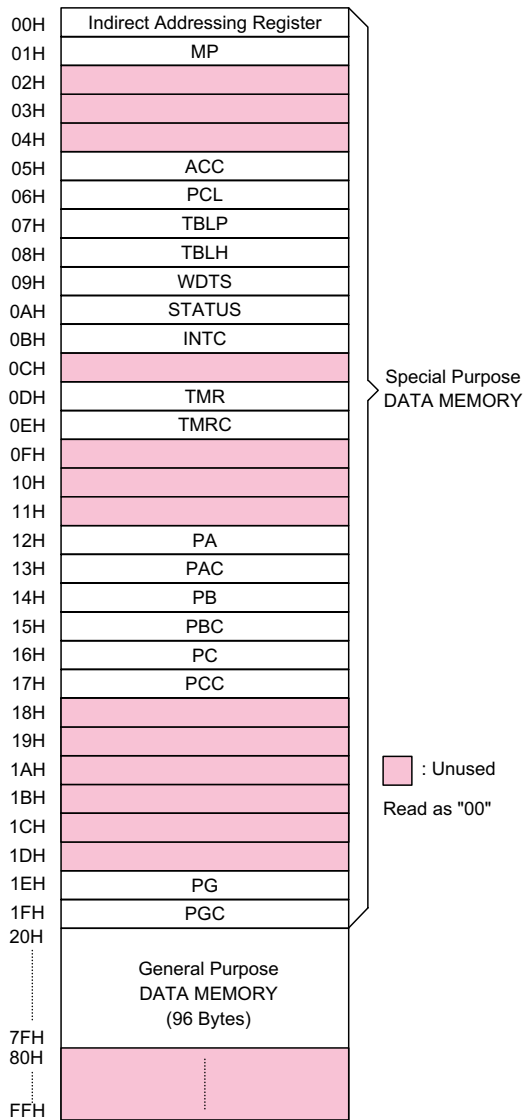 00H Indirect Addressing Register
01H MP
02H
03H
04H
05H ACC
06H PCL
07H TBLP
08H TBLH
09H WDTS
0AH STATUS
0BH INTC
0CH
Special Purpose
DATA MEMORY
0DH TMR
0EH TMRC
0FH
10H
11H
12H PA
13H PAC
14H PB
15H PBC
16H PC
17H PCC
18H
19H
1AH
: Unused
1BH
Read as "00"
1CH
1DH
1EH PG
1FH PGC
20H
General Purpose
DATA MEMORY
(96 Bytes)
7FH
80H
FFH